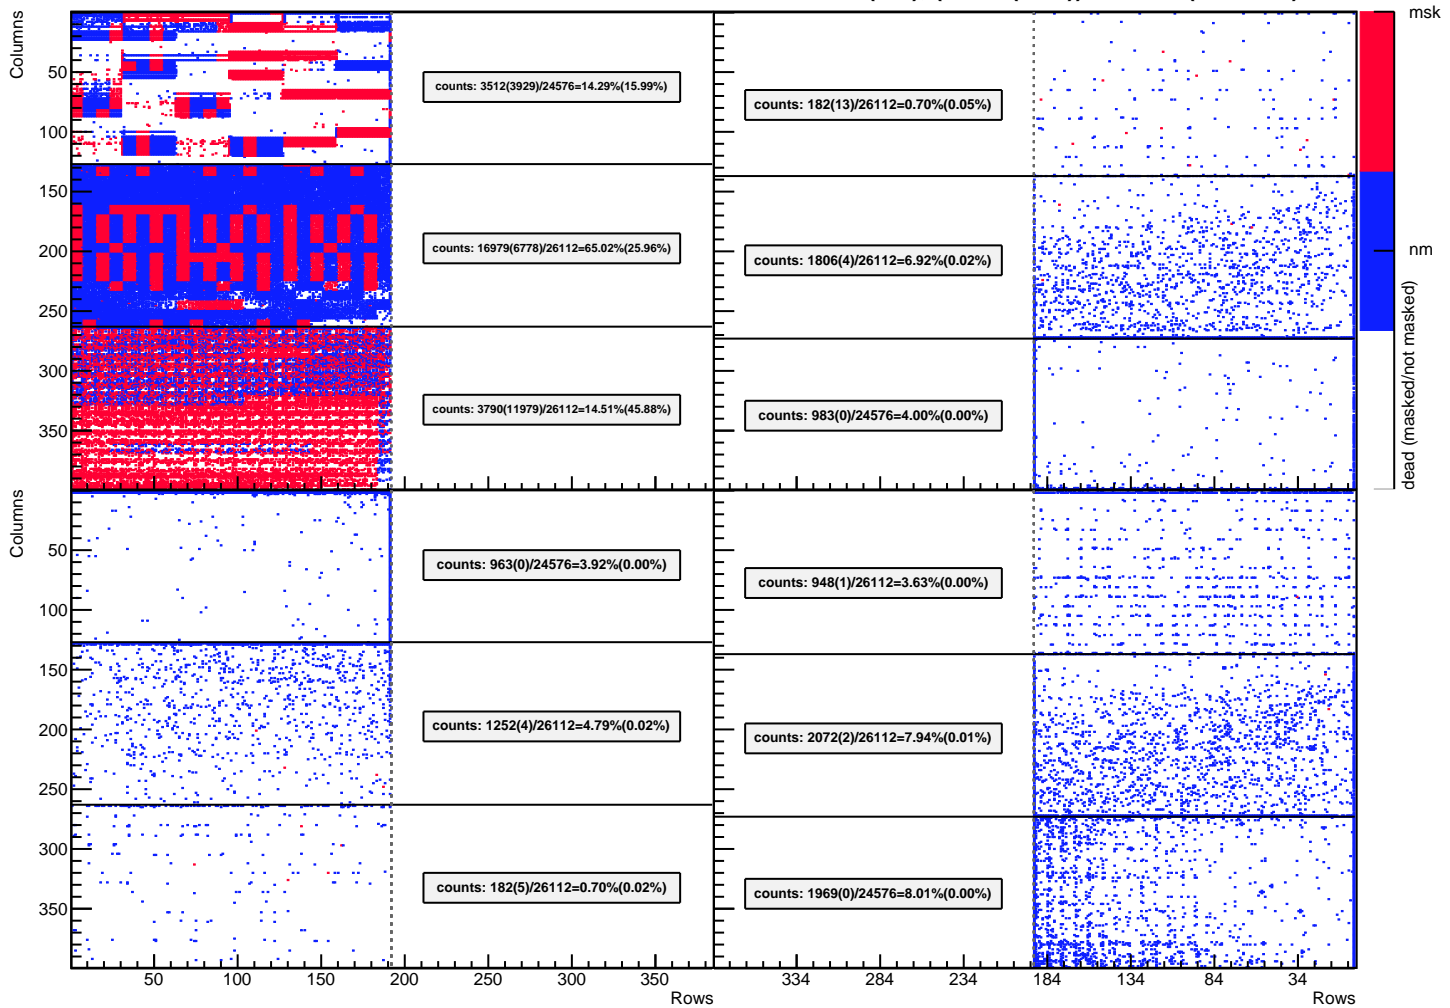 msk
nm
dead (masked/not masked)
Columns
50
100
150
200
250
300
350
counts: 3512(3929)/24576=14.29%(15.99%)
counts: 16979(6778)/26112=65.02%(25.96%)
counts: 3790(11979)/26112=14.51%(45.88%)
counts: 182(13)/26112=0.70%(0.05%)
counts: 1806(4)/26112=6.92%(0.02%)
counts: 983(0)/24576=4.00%(0.00%)
Columns
50
100
150
200
250
300
350
counts: 963(0)/24576=3.92%(0.00%)
counts: 1252(4)/26112=4.79%(0.02%)
counts: 182(5)/26112=0.70%(0.02%)
counts: 948(1)/26112=3.63%(0.00%)
counts: 2072(2)/26112=7.94%(0.01%)
counts: 1969(0)/24576=8.01%(0.00%)
50 100 150 200 250 300 350
Rows
334 284 234 184 134 84 34
Rows